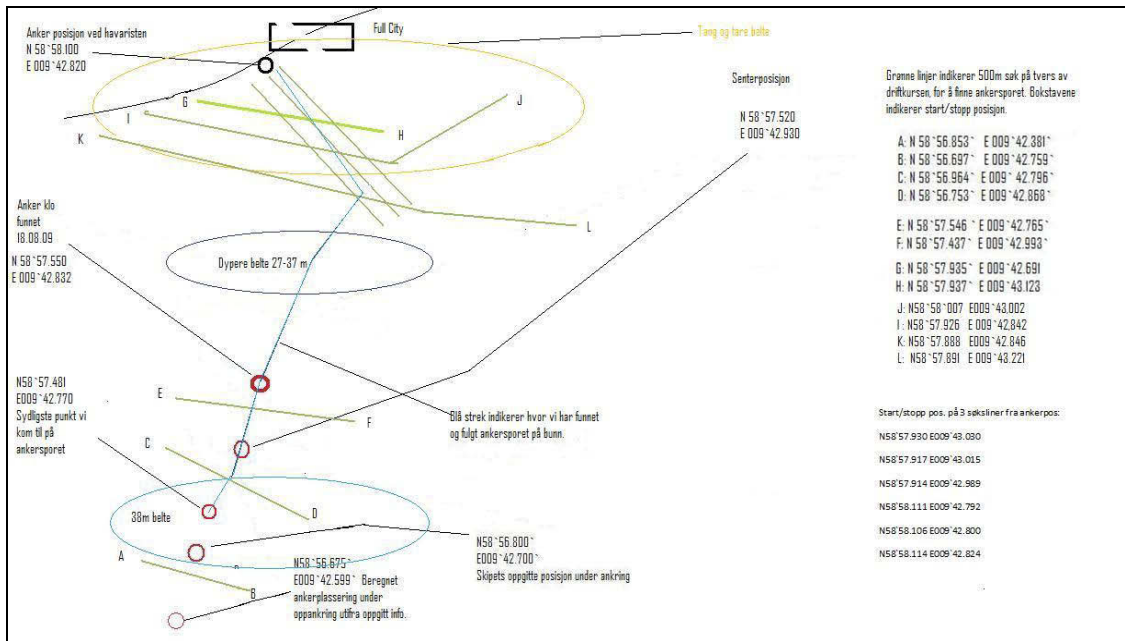 Anker posisjon ved havaristen
N 58˚58.100
E 009˚42.820
Full City
Tang og tare belte
Senterposisjon
N 58˚57.520
E 009˚42.930
Grønne linjer indikerer 500m søk på tvers av
driftkursen, for å finne ankersporet. Bokstavene
indikerer start/stopp posisjon.
A: N 58˚56.853` E 009˚42.381`
B: N 58˚56.697` E 009˚42.759`
C: N 58˚56.964` E 009˚ 42.796`
D: N 58˚56.753` E 009˚42.868`
E: N 58˚57.546 ` E 009˚42.765`
F: N 58˚57.437` E 009˚42.993`
G: N 58˚57.935` E 009˚42.691
H: N 58˚57.937` E 009˚43.123
J: N58˚58˚007 E009˚43,002
I: N58˚57.926 E 009˚42,842
K: N58˚57.888 E 009˚42.846
L: N58˚57.891 E 009˚43.221
G
H
I
J
K
L
Anker klo
funnet
18.08.09
N 58˚57.550
E 009˚42.832
Dypere belte 27-37 m
N58˚57.481
E009˚42.770
Sydligste punkt vi
kom til på
ankersporet
E
F
Blå strek indikerer hvor vi har funnet
og fulgt ankersporet på bunn.
C
D
38m belte
A
B
N58˚56.675`
E009˚42.599` Beregnet
ankerplassering under
oppankring utifra oppgitt info.
N58˚56.800`
E009˚42.700`
Skipets oppgitte posisjon under ankring
Start/stopp pos. på 3 søksliner fra ankerpos:
N58˚57.930 E009˚43.030
N58˚57.917 E009˚43.015
N58˚57.914 E009˚42.989
N58˚58.111 E009˚42.792
N58˚58.106 E009˚42.800
N58˚58.114 E009˚42.824